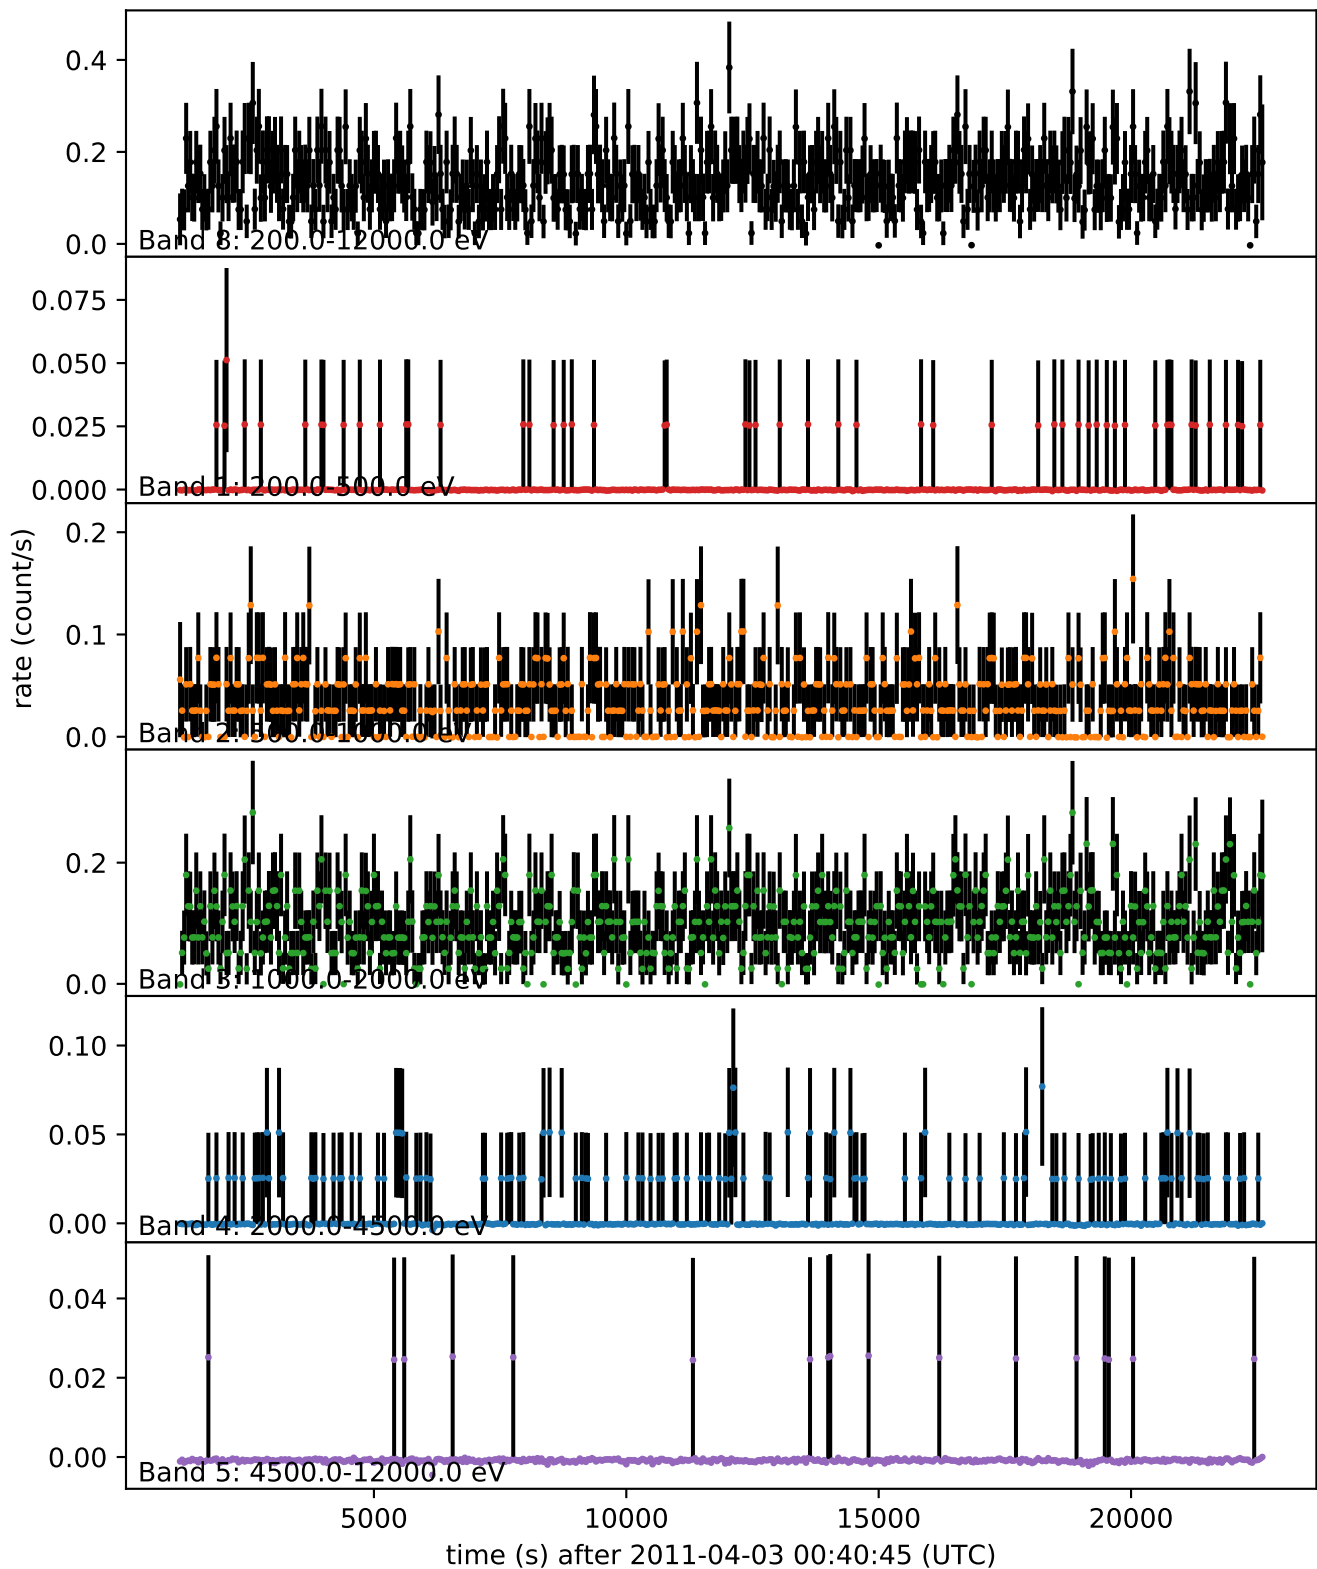 0.4
0.2
0.0
Band 8: 200.0-12000.0 eV
0.075
0.050
0.025
0.000
Band 1: 200.0-500.0 eV
0.2
0.1
0.0
Band 2: 500.0-1000.0 eV
rate (count/s)
0.2
0.0
Band 3: 1000.0-2000.0 eV
0.10
0.05
0.00
Band 4: 2000.0-4500.0 eV
0.04
0.02
0.00
Band 5: 4500.0-12000.0 eV
5000 10000 15000 20000
time (s) after 2011-04-03 00:40:45 (UTC)